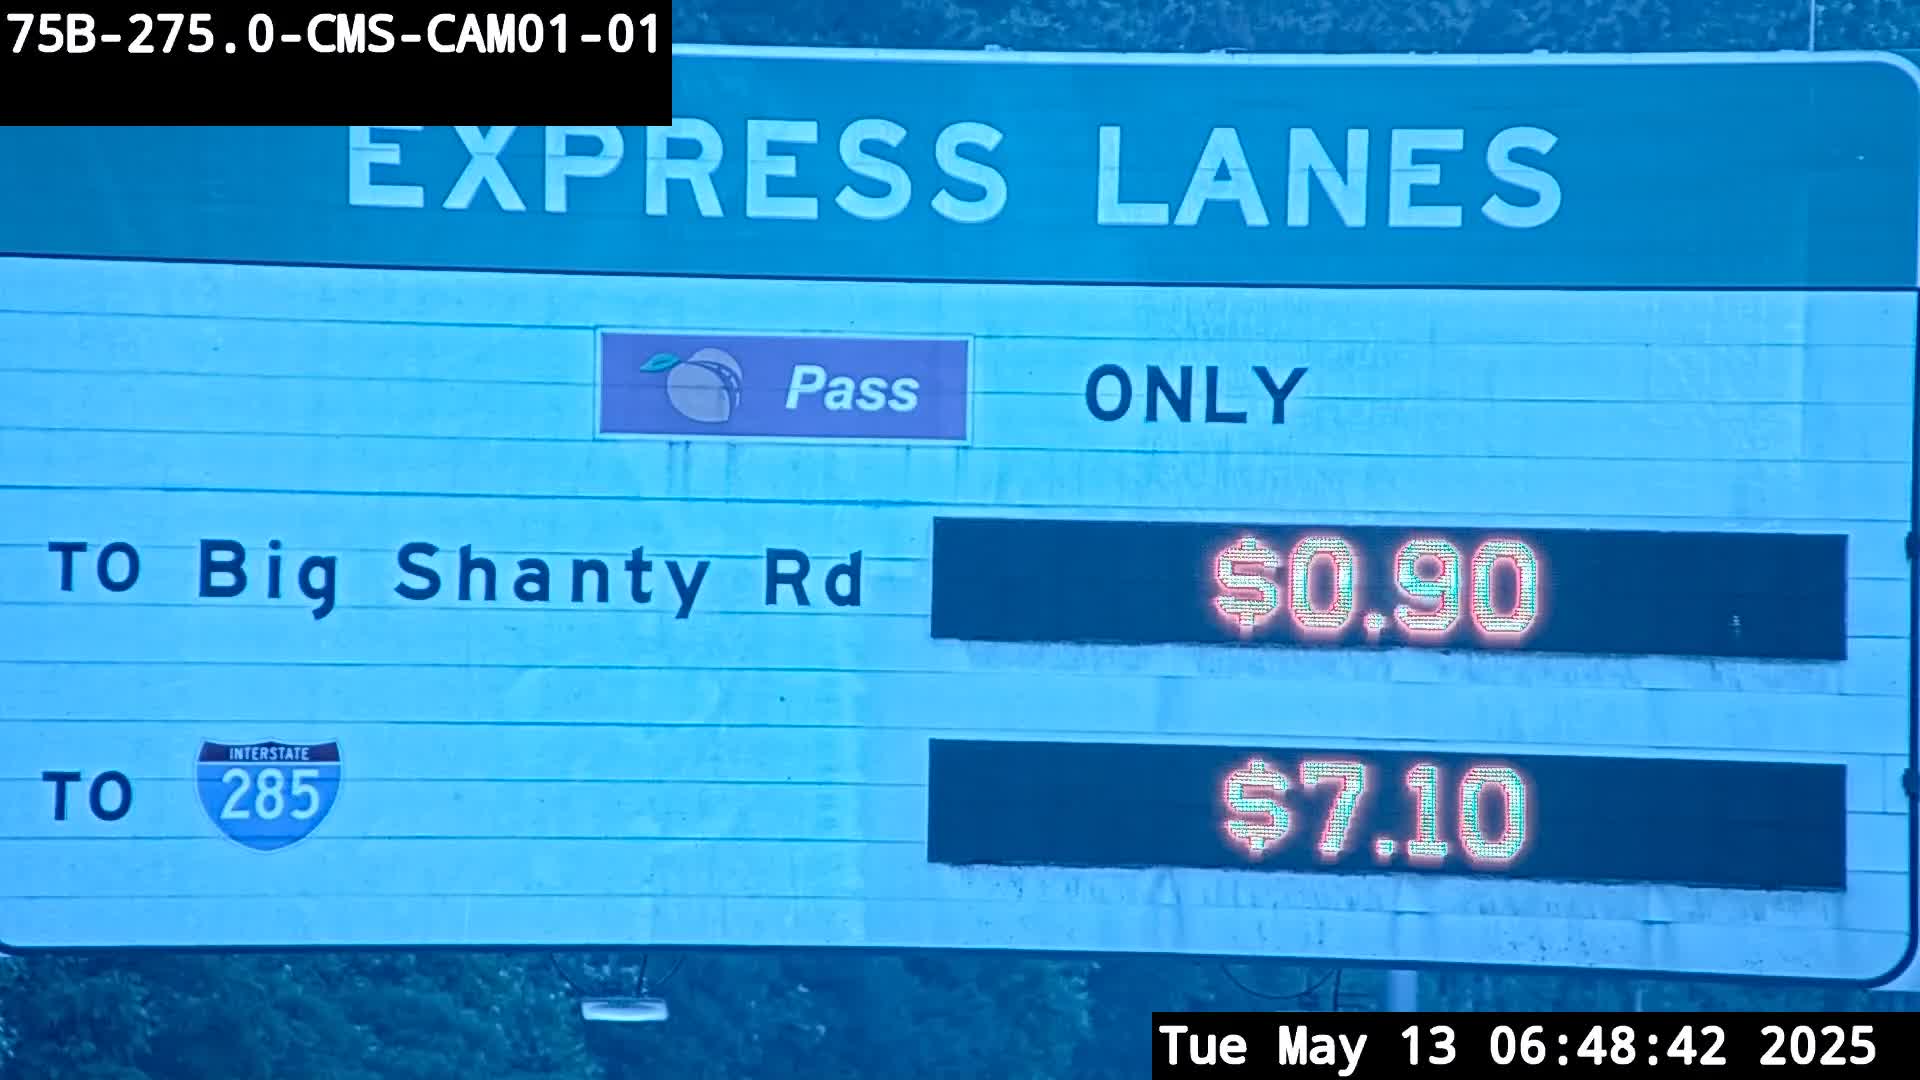 75B-275.0-CMS-CAM01-01
EXPRESS LANES
Pass ONLY
TO Big Shanty Rd $0.90
INTERSTATE
TO 285 $7.10
Tue May 13 06:48:42 2025